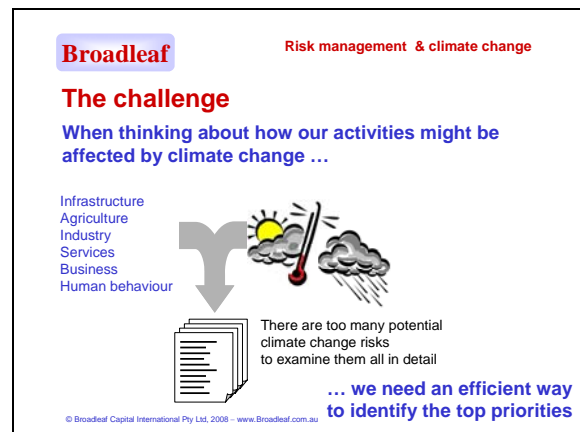 Broadleaf
Risk management & climate change
The challenge
When thinking about how our activities might be
affected by climate change …
Infrastructure
Agriculture
Industry
Services
Business
Human behaviour
There are too many potential
climate change risks
to examine them all in detail
… we need an efficient way
to identify the top priorities
© Broadleaf Capital International Pty Ltd, 2008 – www.Broadleaf.com.au